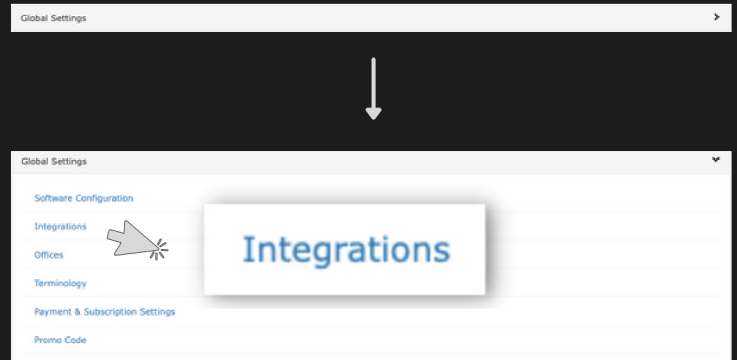 Global Settings
Global Settings
Software Configuration
Integrations
Integrations
Offices
Terminology
Payment & Subscription Settings
Promo Code